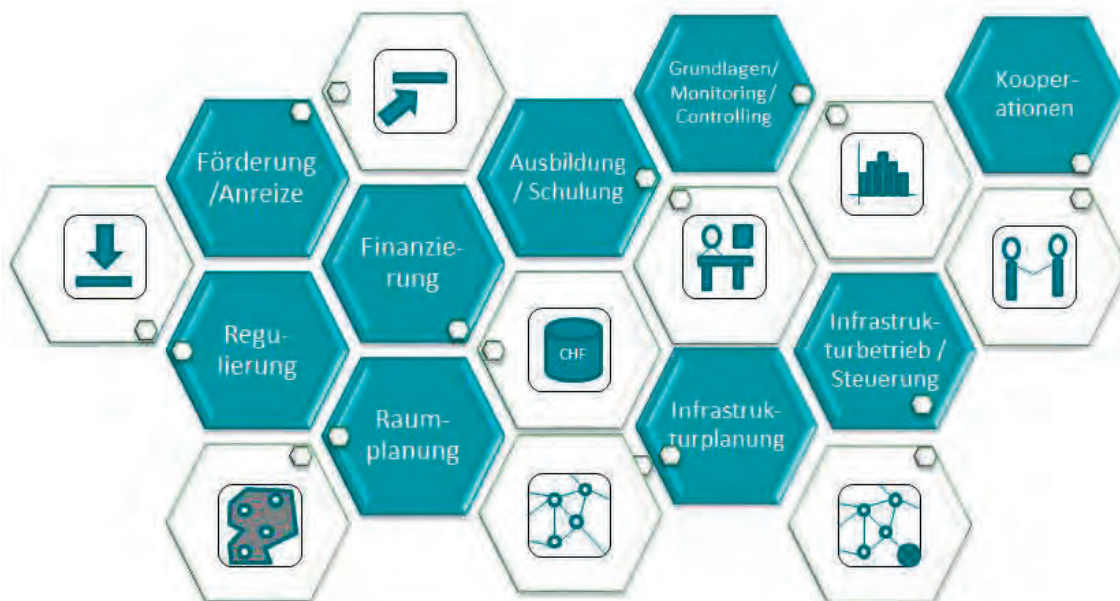 Grundlagen/
Monitoring/
Controlling
Kooper-
ationen
Förderung
/Anreize
Ausbildung
/ Schulung
Finanzie-
rung
Regu-
lierung
CHF
Infrastruk-
turbetrieb /
Steuerung
Raum-
planung
Infrastruk-
turplanung